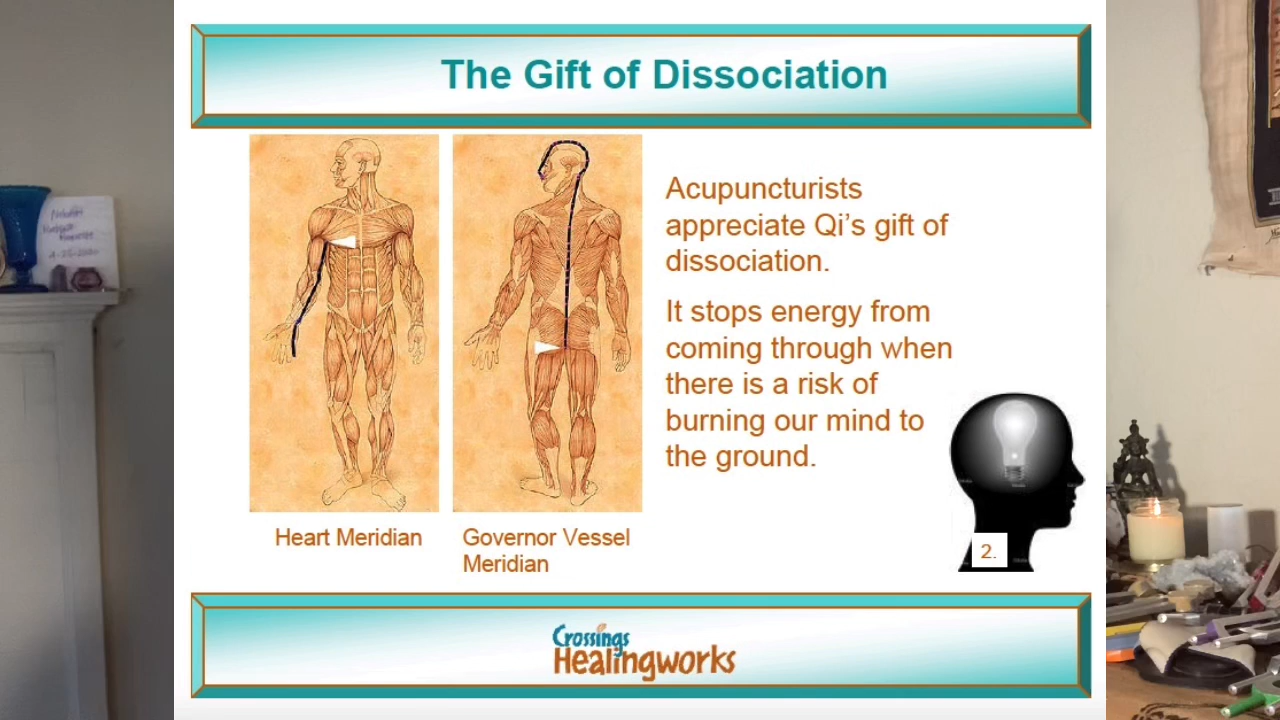 The Gift of Dissociation
Acupuncturists
appreciate Qi’s gift of
dissociation.
It stops energy from
coming through when
there is a risk of
burning our mind to
the ground.
Heart Meridian
Governor Vessel
Meridian
2.
Crossings
Healingworks